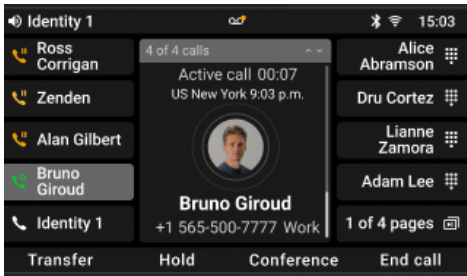 Identity 1
15:03
Ross
Corrigan
Zenden
Alan Gilbert
Bruno
Giroud
Identity 1
4 of 4 calls
Active call 00:07
US New York 9:03 p.m.
Bruno Giroud
+1 565-500-7777 Work
Alice
Abramson
Dru Cortez
Lianne
Zamora
Adam Lee
1 of 4 pages
Transfer
Hold
Conference
End call